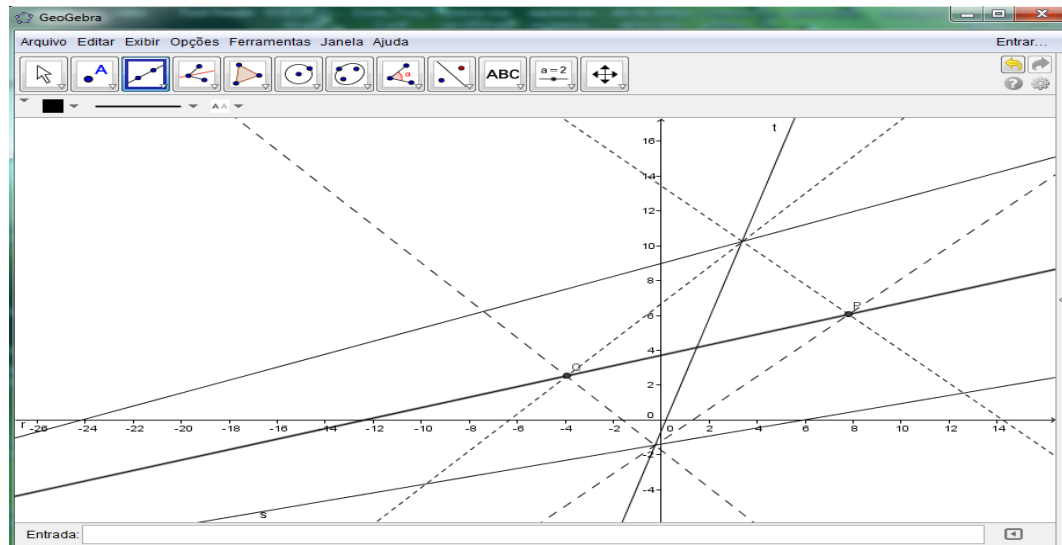 GeoGebra
Arquivo Editar Exibir Opções Ferramentas Janela Ajuda Entrar...
A α ABC a=2
AA
t
16
14
12
10
8
6
4
2
0
-2
-4
P
Q
r -26 -24 -22 -20 -18 -16 -14 -12 -10 -8 -6 -4 -2 0 2 4 6 8 10 12 14
s
Entrada: